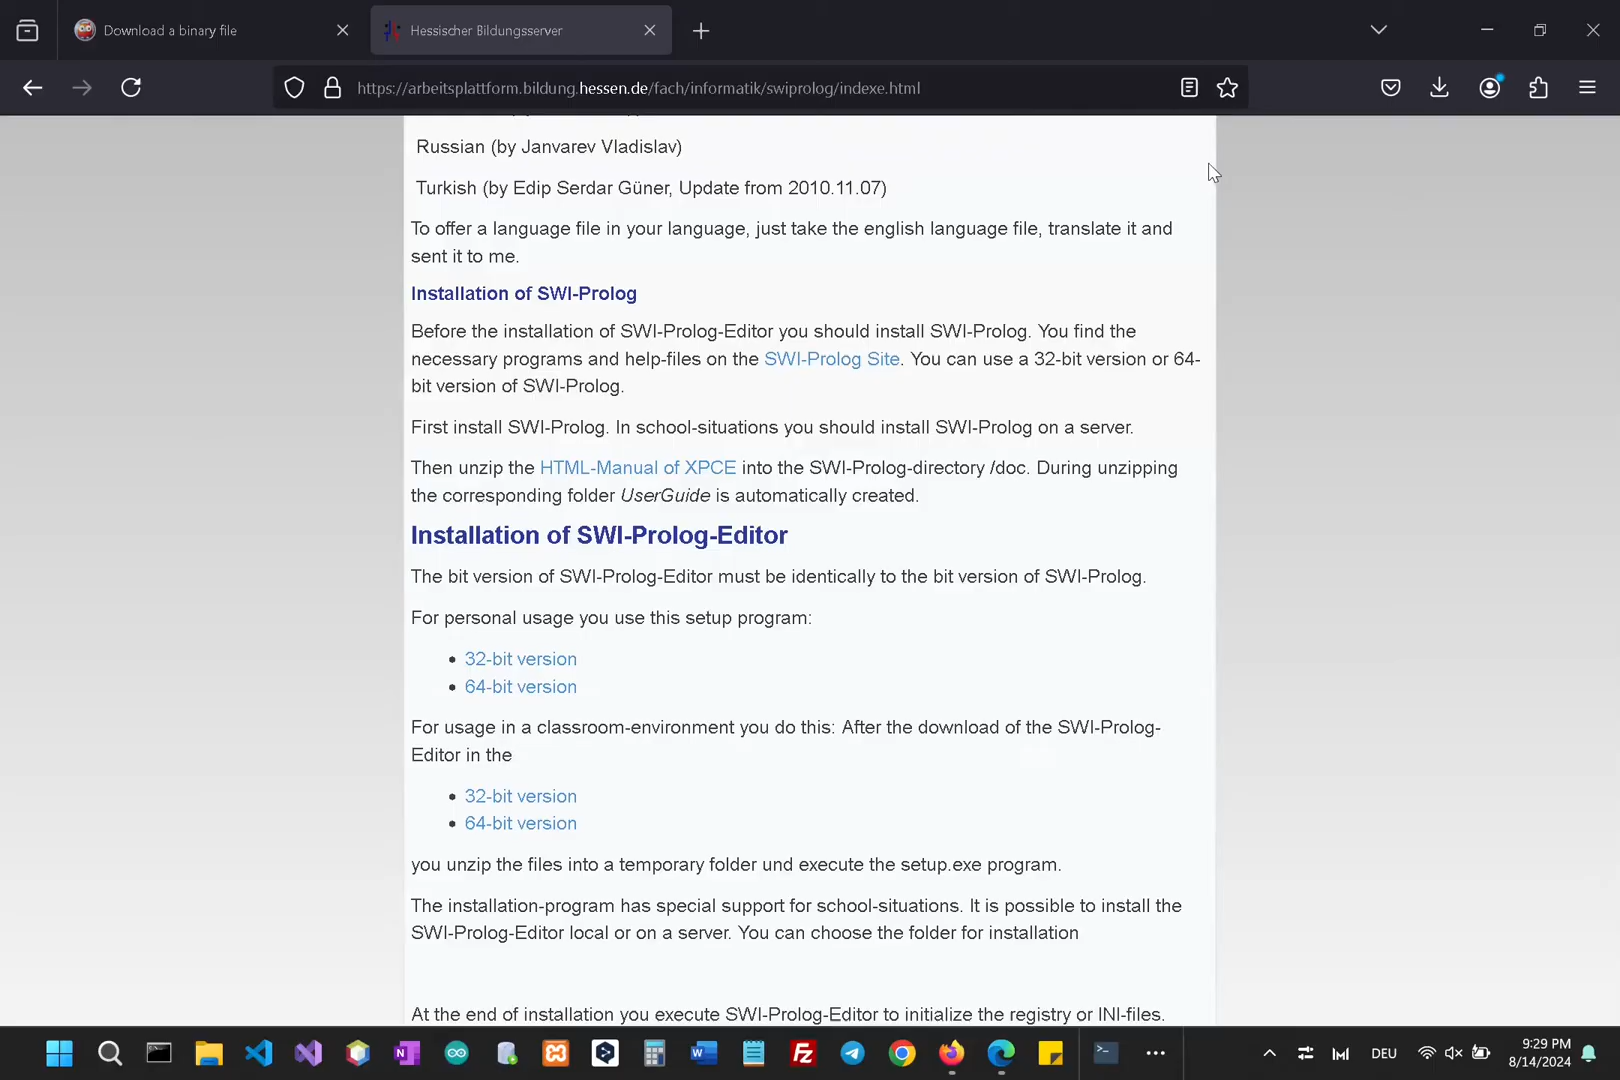 Download a binary file
Hessischer Bildungsserver
https://arbeitsplattform.bildung.hessen.de/fach/informatik/swiprolog/indexe.html
Russian (by Janvarev Vladislav)
Turkish (by Edip Serdar Güner, Update from 2010.11.07)
To offer a language file in your language, just take the english language file, translate it and
sent it to me.
Installation of SWI-Prolog
Before the installation of SWI-Prolog-Editor you should install SWI-Prolog. You find the
necessary programs and help-files on the SWI-Prolog Site. You can use a 32-bit version or 64-
bit version of SWI-Prolog.
First install SWI-Prolog. In school-situations you should install SWI-Prolog on a server.
Then unzip the HTML-Manual of XPCE into the SWI-Prolog-directory /doc. During unzipping
the corresponding folder UserGuide is automatically created.
Installation of SWI-Prolog-Editor
The bit version of SWI-Prolog-Editor must be identically to the bit version of SWI-Prolog.
For personal usage you use this setup program:
32-bit version
64-bit version
For usage in a classroom-environment you do this: After the download of the SWI-Prolog-
Editor in the
32-bit version
64-bit version
you unzip the files into a temporary folder und execute the setup.exe program.
The installation-program has special support for school-situations. It is possible to install the
SWI-Prolog-Editor local or on a server. You can choose the folder for installation
At the end of installation you execute SWI-Prolog-Editor to initialize the registry or INI-files.
DEU
9:29 PM
8/14/2024